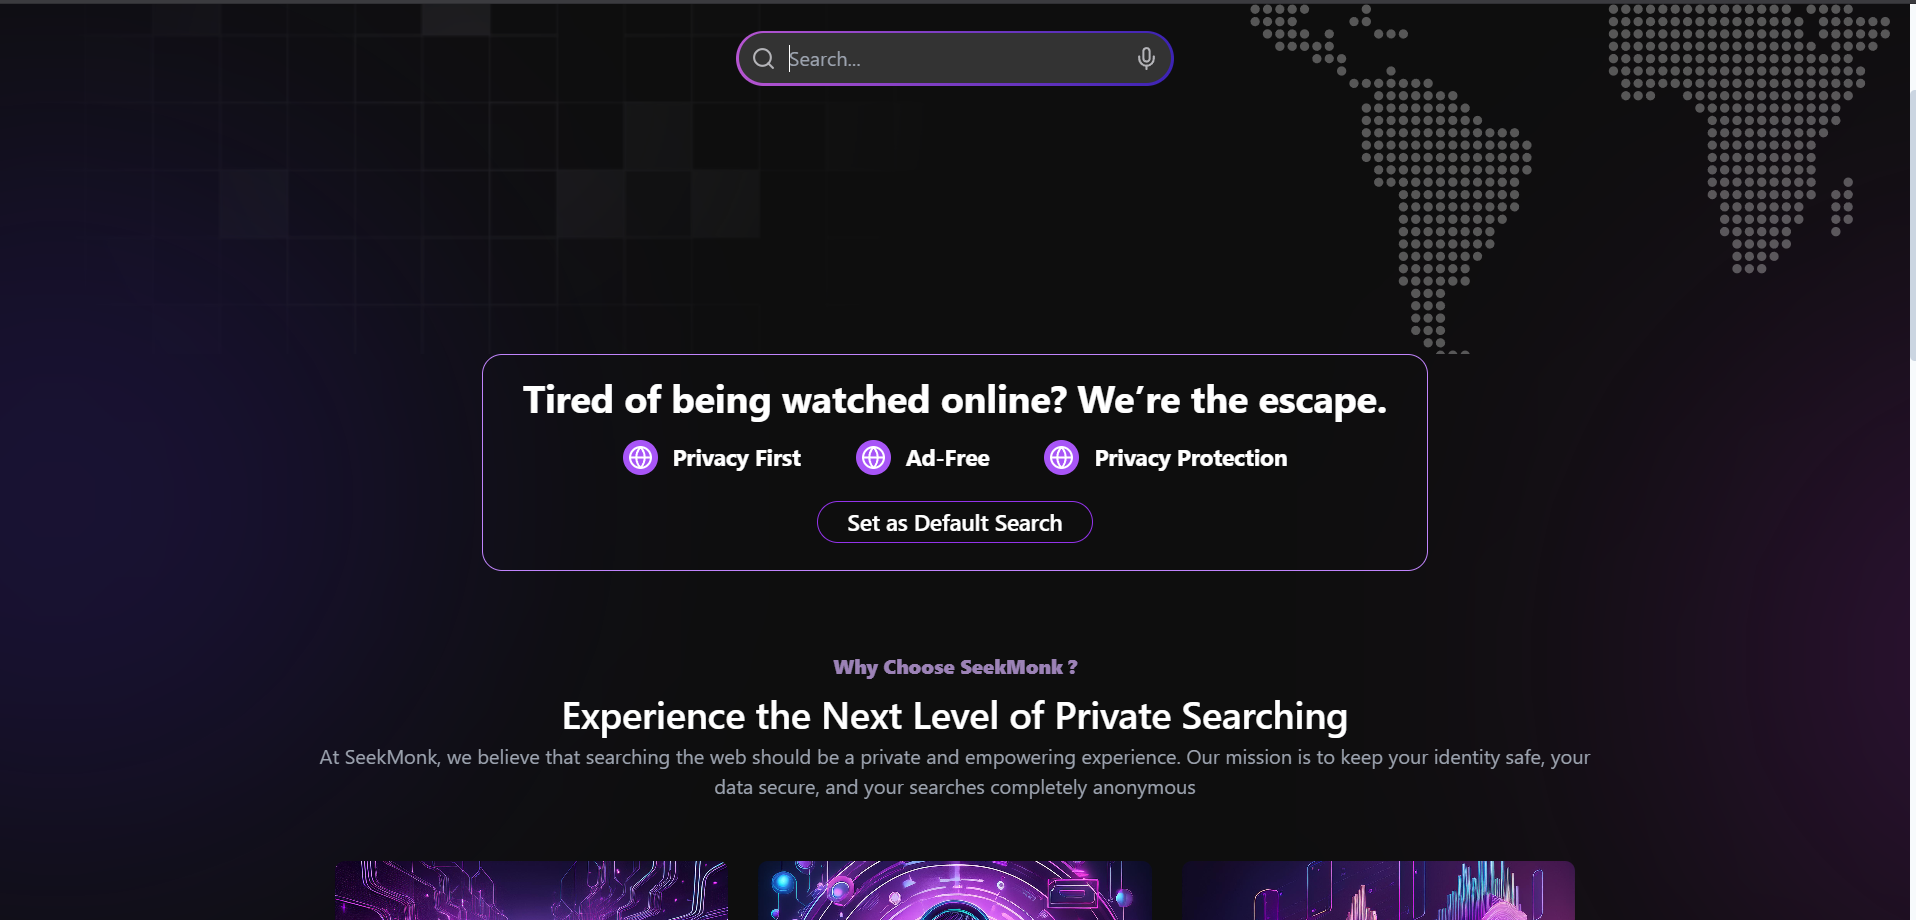 Search...
Tired of being watched online? We’re the escape.
Privacy First Ad-Free Privacy Protection
Set as Default Search
Why Choose SeekMonk ?
Experience the Next Level of Private Searching
At SeekMonk, we believe that searching the web should be a private and empowering experience. Our mission is to keep your identity safe, your
data secure, and your searches completely anonymous